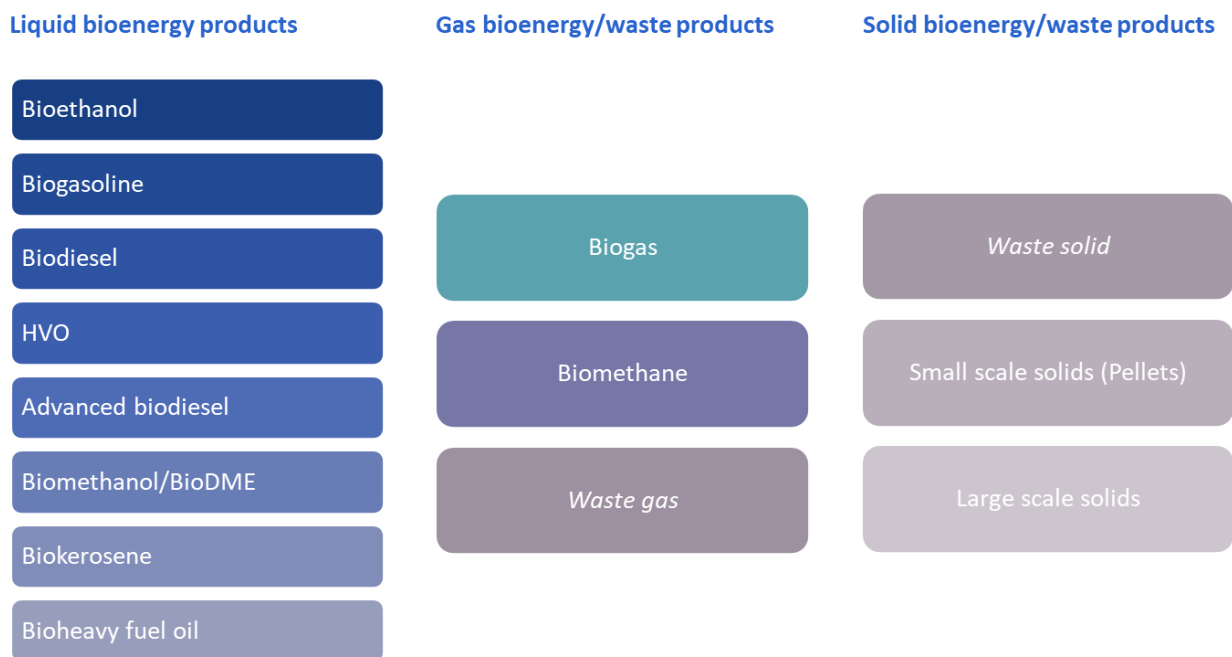 Liquid bioenergy products
Bioethanol
Biogasoline
Biodiesel
HVO
Advanced biodiesel
Biomethanol/BioDME
Biokerosene
Bioheavy fuel oil
Gas bioenergy/waste products
Biogas
Biomethane
Waste gas
Solid bioenergy/waste products
Waste solid
Small scale solids (Pellets)
Large scale solids